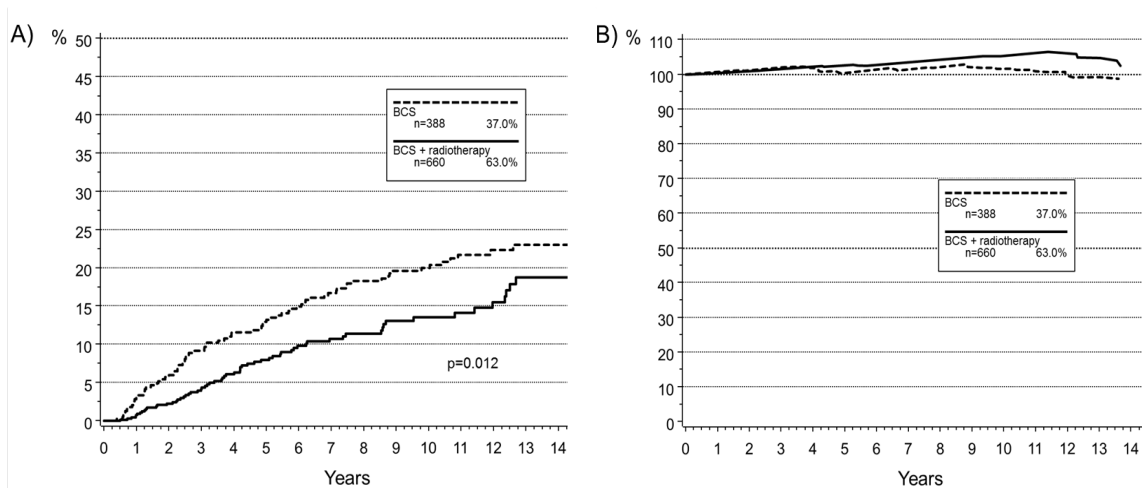 A)
%
50
45
40
35
30
25
20
15
10
5
0
BCS
n=388 37.0%
BCS + radiotherapy
n=660 63.0%
p=0.012
0 1 2 3 4 5 6 7 8 9 10 11 12 13 14
Years
B)
%
110
100
90
80
70
60
50
40
30
20
10
0
BCS
n=388 37.0%
BCS + radiotherapy
n=660 63.0%
0 1 2 3 4 5 6 7 8 9 10 11 12 13 14
Years